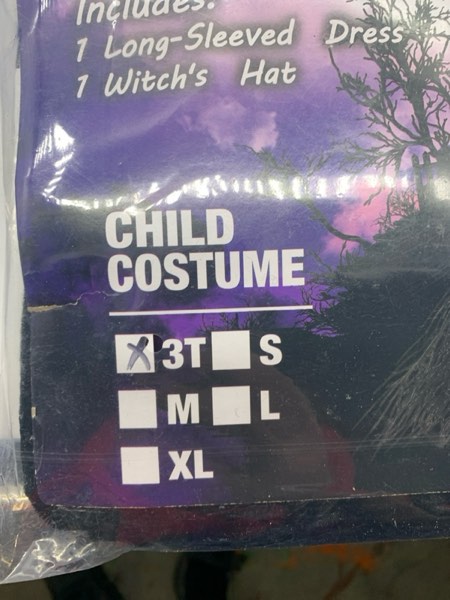 Includes:
1 Long-Sleeved Dress
1 Witch's Hat
CHILD
COSTUME
X 3T S
M L
XL